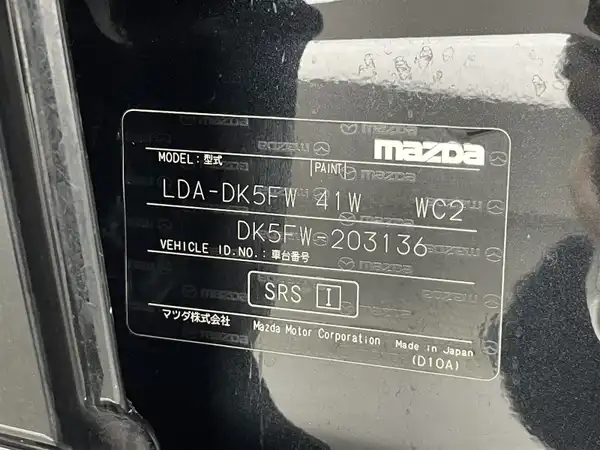 mazda
MODEL:型式 PAINT
LDA-DK5FW 41W WC2
DK5FW-203136
VEHICLE ID.NO.:車台番号
SRS I
マツダ株式会社 Mazda Motor Corporation Made in Japan
(D10A)